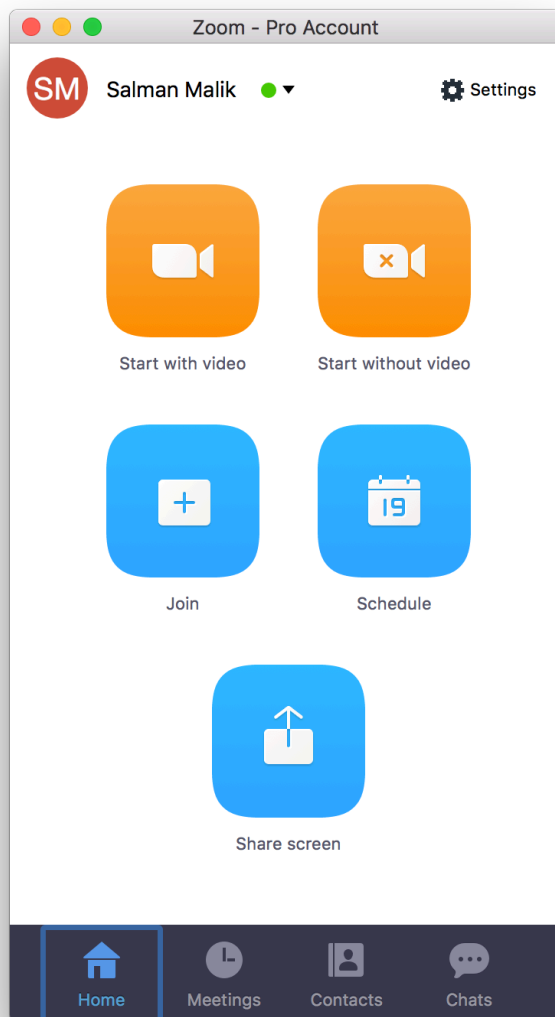 Zoom - Pro Account
SM
Salman Malik
Settings
Start with video
Start without video
19
Join
Schedule
Share screen
Home
Meetings
Contacts
Chats